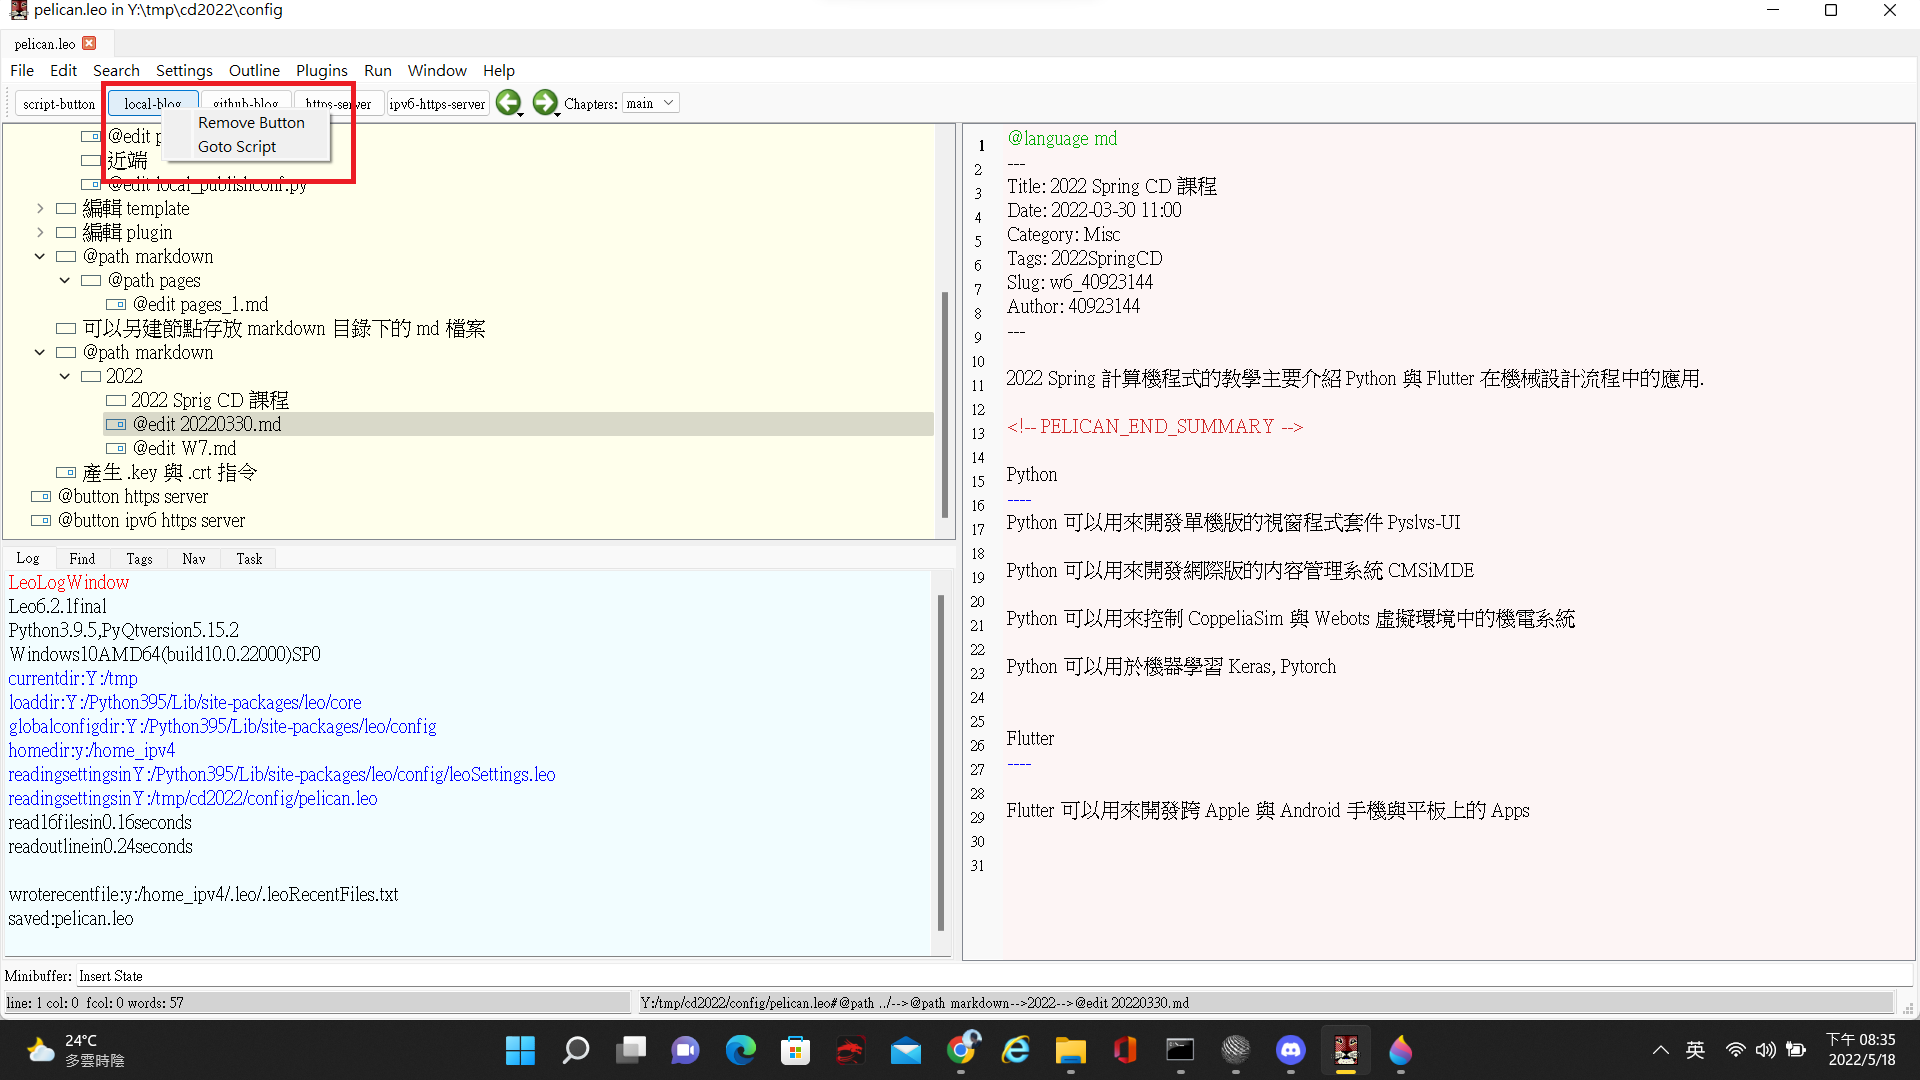 pelican.leo in Y:\tmp\cd2022\config
pelican.leo
File Edit Search Settings Outline Plugins Run Window Help
script-button local-blog github-blog https-server ipv6-https-server Chapters: main
Remove Button
Goto Script
@edit p
近端
@edit local_publishconf.py
編輯 template
編輯 plugin
@path markdown
@path pages
@edit pages_1.md
可以另建節點存放 markdown 目錄下的 md 檔案
@path markdown
2022
2022 Sprig CD 課程
@edit 20220330.md
@edit W7.md
產生 .key 與 .crt 指令
@button https server
@button ipv6 https server
Log Find Tags Nav Task
LeoLogWindow
Leo6.2.1final
Python3.9.5,PyQtversion5.15.2
Windows10AMD64(build10.0.22000)SP0
currentdir:Y:/tmp
loaddir:Y:/Python395/Lib/site-packages/leo/core
globalconfigdir:Y:/Python395/Lib/site-packages/leo/config
homedir:y:/home_ipv4
readingsettingsinY:/Python395/Lib/site-packages/leo/config/leoSettings.leo
readingsettingsinY:/tmp/cd2022/config/pelican.leo
read16filesin0.16seconds
readoutlinein0.24seconds
wroterecentfile:y:/home_ipv4/.leo/.leoRecentFiles.txt
saved:pelican.leo
1 @language md
2 ---
3 Title: 2022 Spring CD 課程
4 Date: 2022-03-30 11:00
5 Category: Misc
6 Tags: 2022SpringCD
7 Slug: w6_40923144
8 Author: 40923144
9 ---
10
11 2022 Spring 計算機程式的教學主要介紹 Python 與 Flutter 在機械設計流程中的應用.
12
13 <!-- PELICAN_END_SUMMARY -->
14
15 Python
16 ----
17 Python 可以用來開發單機版的視窗程式套件 Pyslvs-UI
18
19 Python 可以用來開發網際版的內容管理系統 CMSiMDE
20
21 Python 可以用來控制 CoppeliaSim 與 Webots 虛擬環境中的機電系統
22
23 Python 可以用於機器學習 Keras, Pytorch
24
25
26 Flutter
27 ----
28
29 Flutter 可以用來開發跨 Apple 與 Android 手機與平板上的 Apps
30
31
Minibuffer: Insert State
line: 1 col: 0 fcol: 0 words: 57
Y:/tmp/cd2022/config/pelican.leo#@path ../-->@path markdown-->2022-->@edit 20220330.md
24°C
多雲時陰
英
下午 08:35
2022/5/18